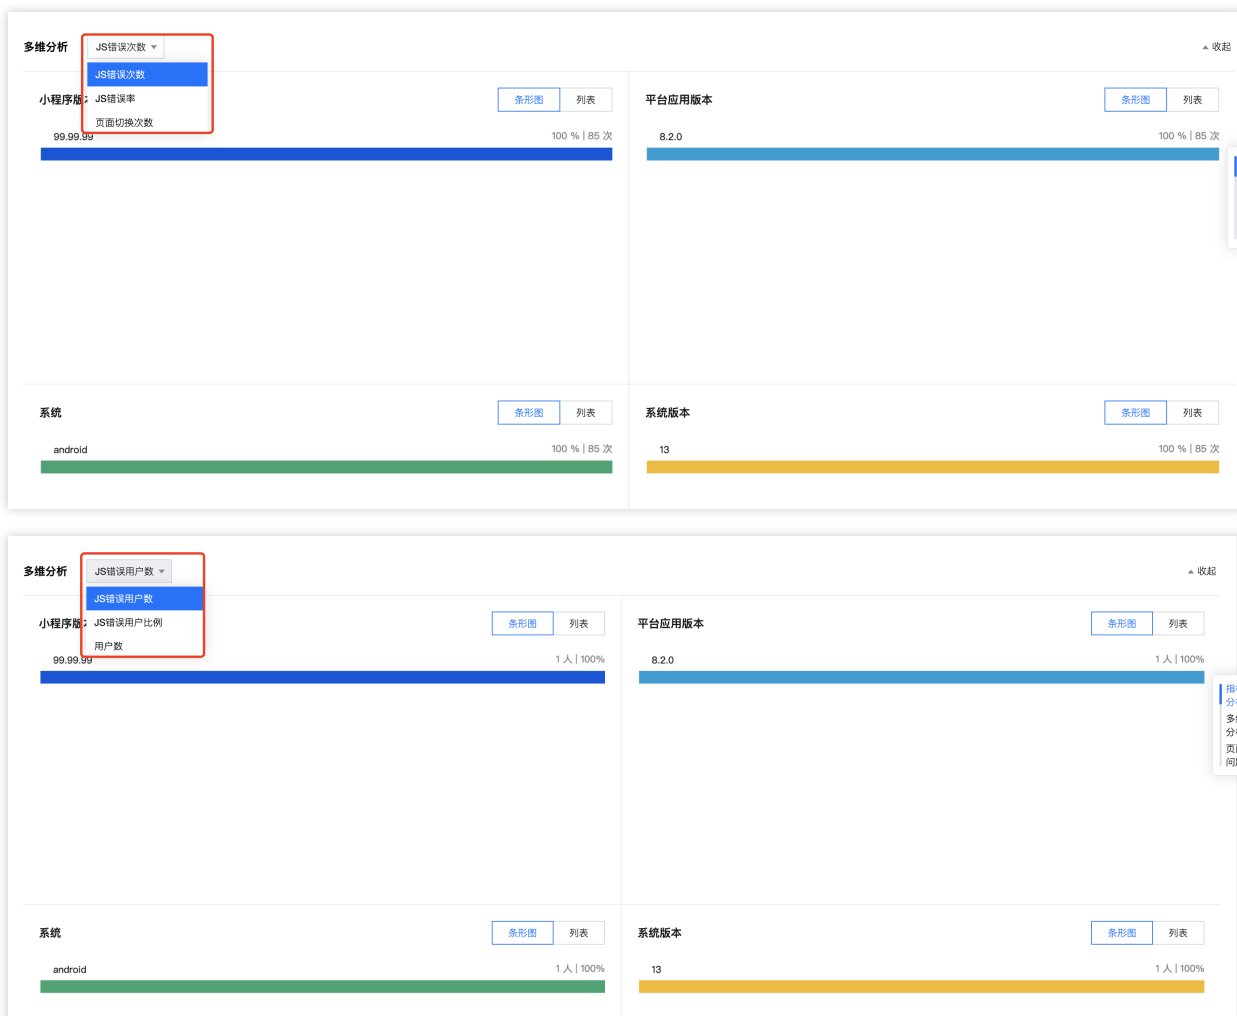 多维分析
JS错误次数
收起
JS错误次数
JS错误率
页面切换次数
小程序版
条形图 列表
99.99.99
100 % | 85 次
平台应用版本
条形图 列表
8.2.0
100 % | 85 次
系统
条形图 列表
android
100 % | 85 次
系统版本
条形图 列表
13
100 % | 85 次
多维分析
JS错误用户数
收起
JS错误用户数
JS错误用户比例
用户数
小程序版
条形图 列表
99.99.99
1 人 | 100%
平台应用版本
条形图 列表
8.2.0
1 人 | 100%
系统
条形图 列表
android
1 人 | 100%
系统版本
条形图 列表
13
1 人 | 100%